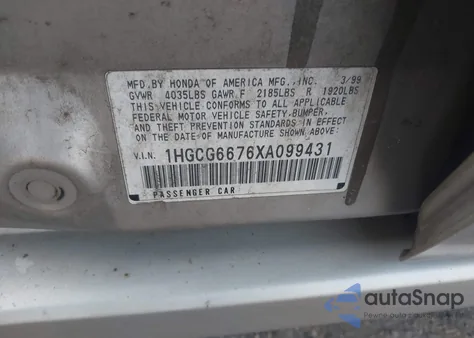 MFD.BY HONDA OF AMERICA MFG.,INC. 3/99
GVWR 4035LBS GAWR F 2185LBS R 1920LBS
THIS VEHICLE CONFORMS TO ALL APPLICABLE
FEDERAL MOTOR VEHICLE SAFETY,BUMPER,
AND THEFT PREVENTION STANDARDS IN EFFECT
ON THE DATE OF MANUFACTURE SHOWN ABOVE.
V.I.N. 1HGCG6676XA099431
PASSENGER CAR
autoSnap